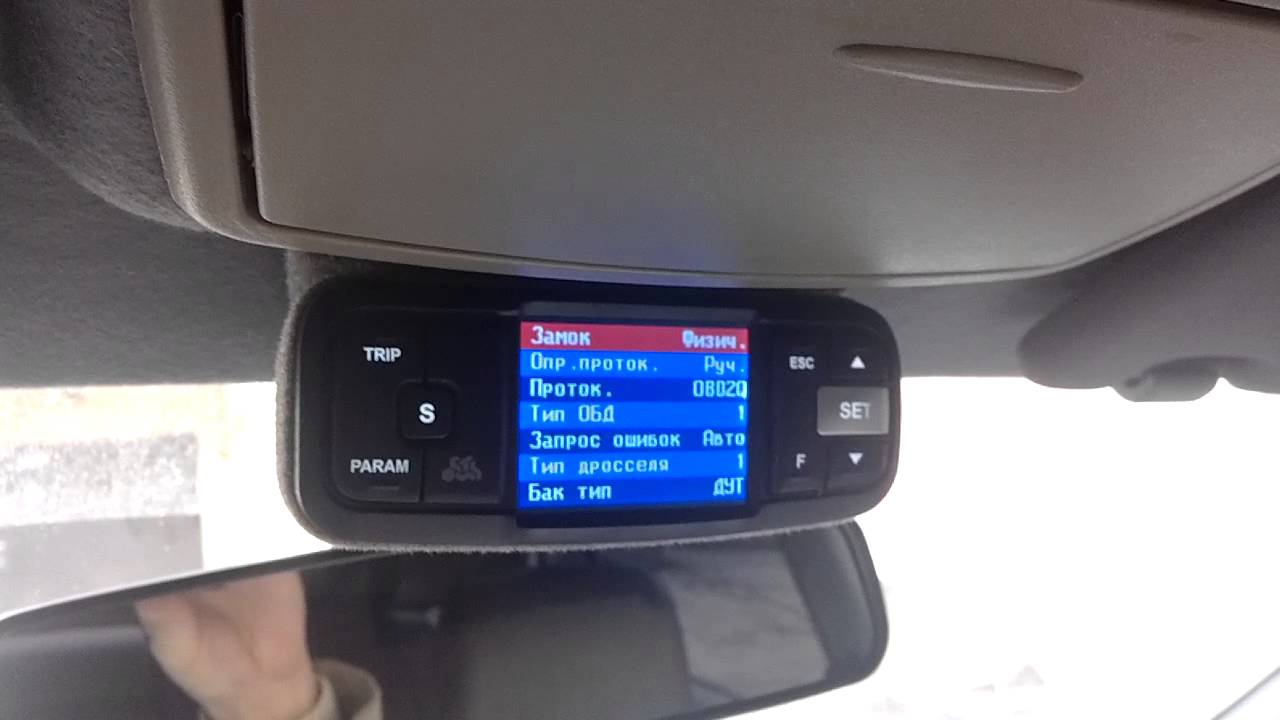 TRIP
S
PARAM
Замок Физич.
Опр.проток. Руч.
Проток. OBD2Q
Тип ОБД 1
Запрос ошибок Авто
Тип дросселя 1
Бак тип ДУТ
ESC ▲
SET
F ▼